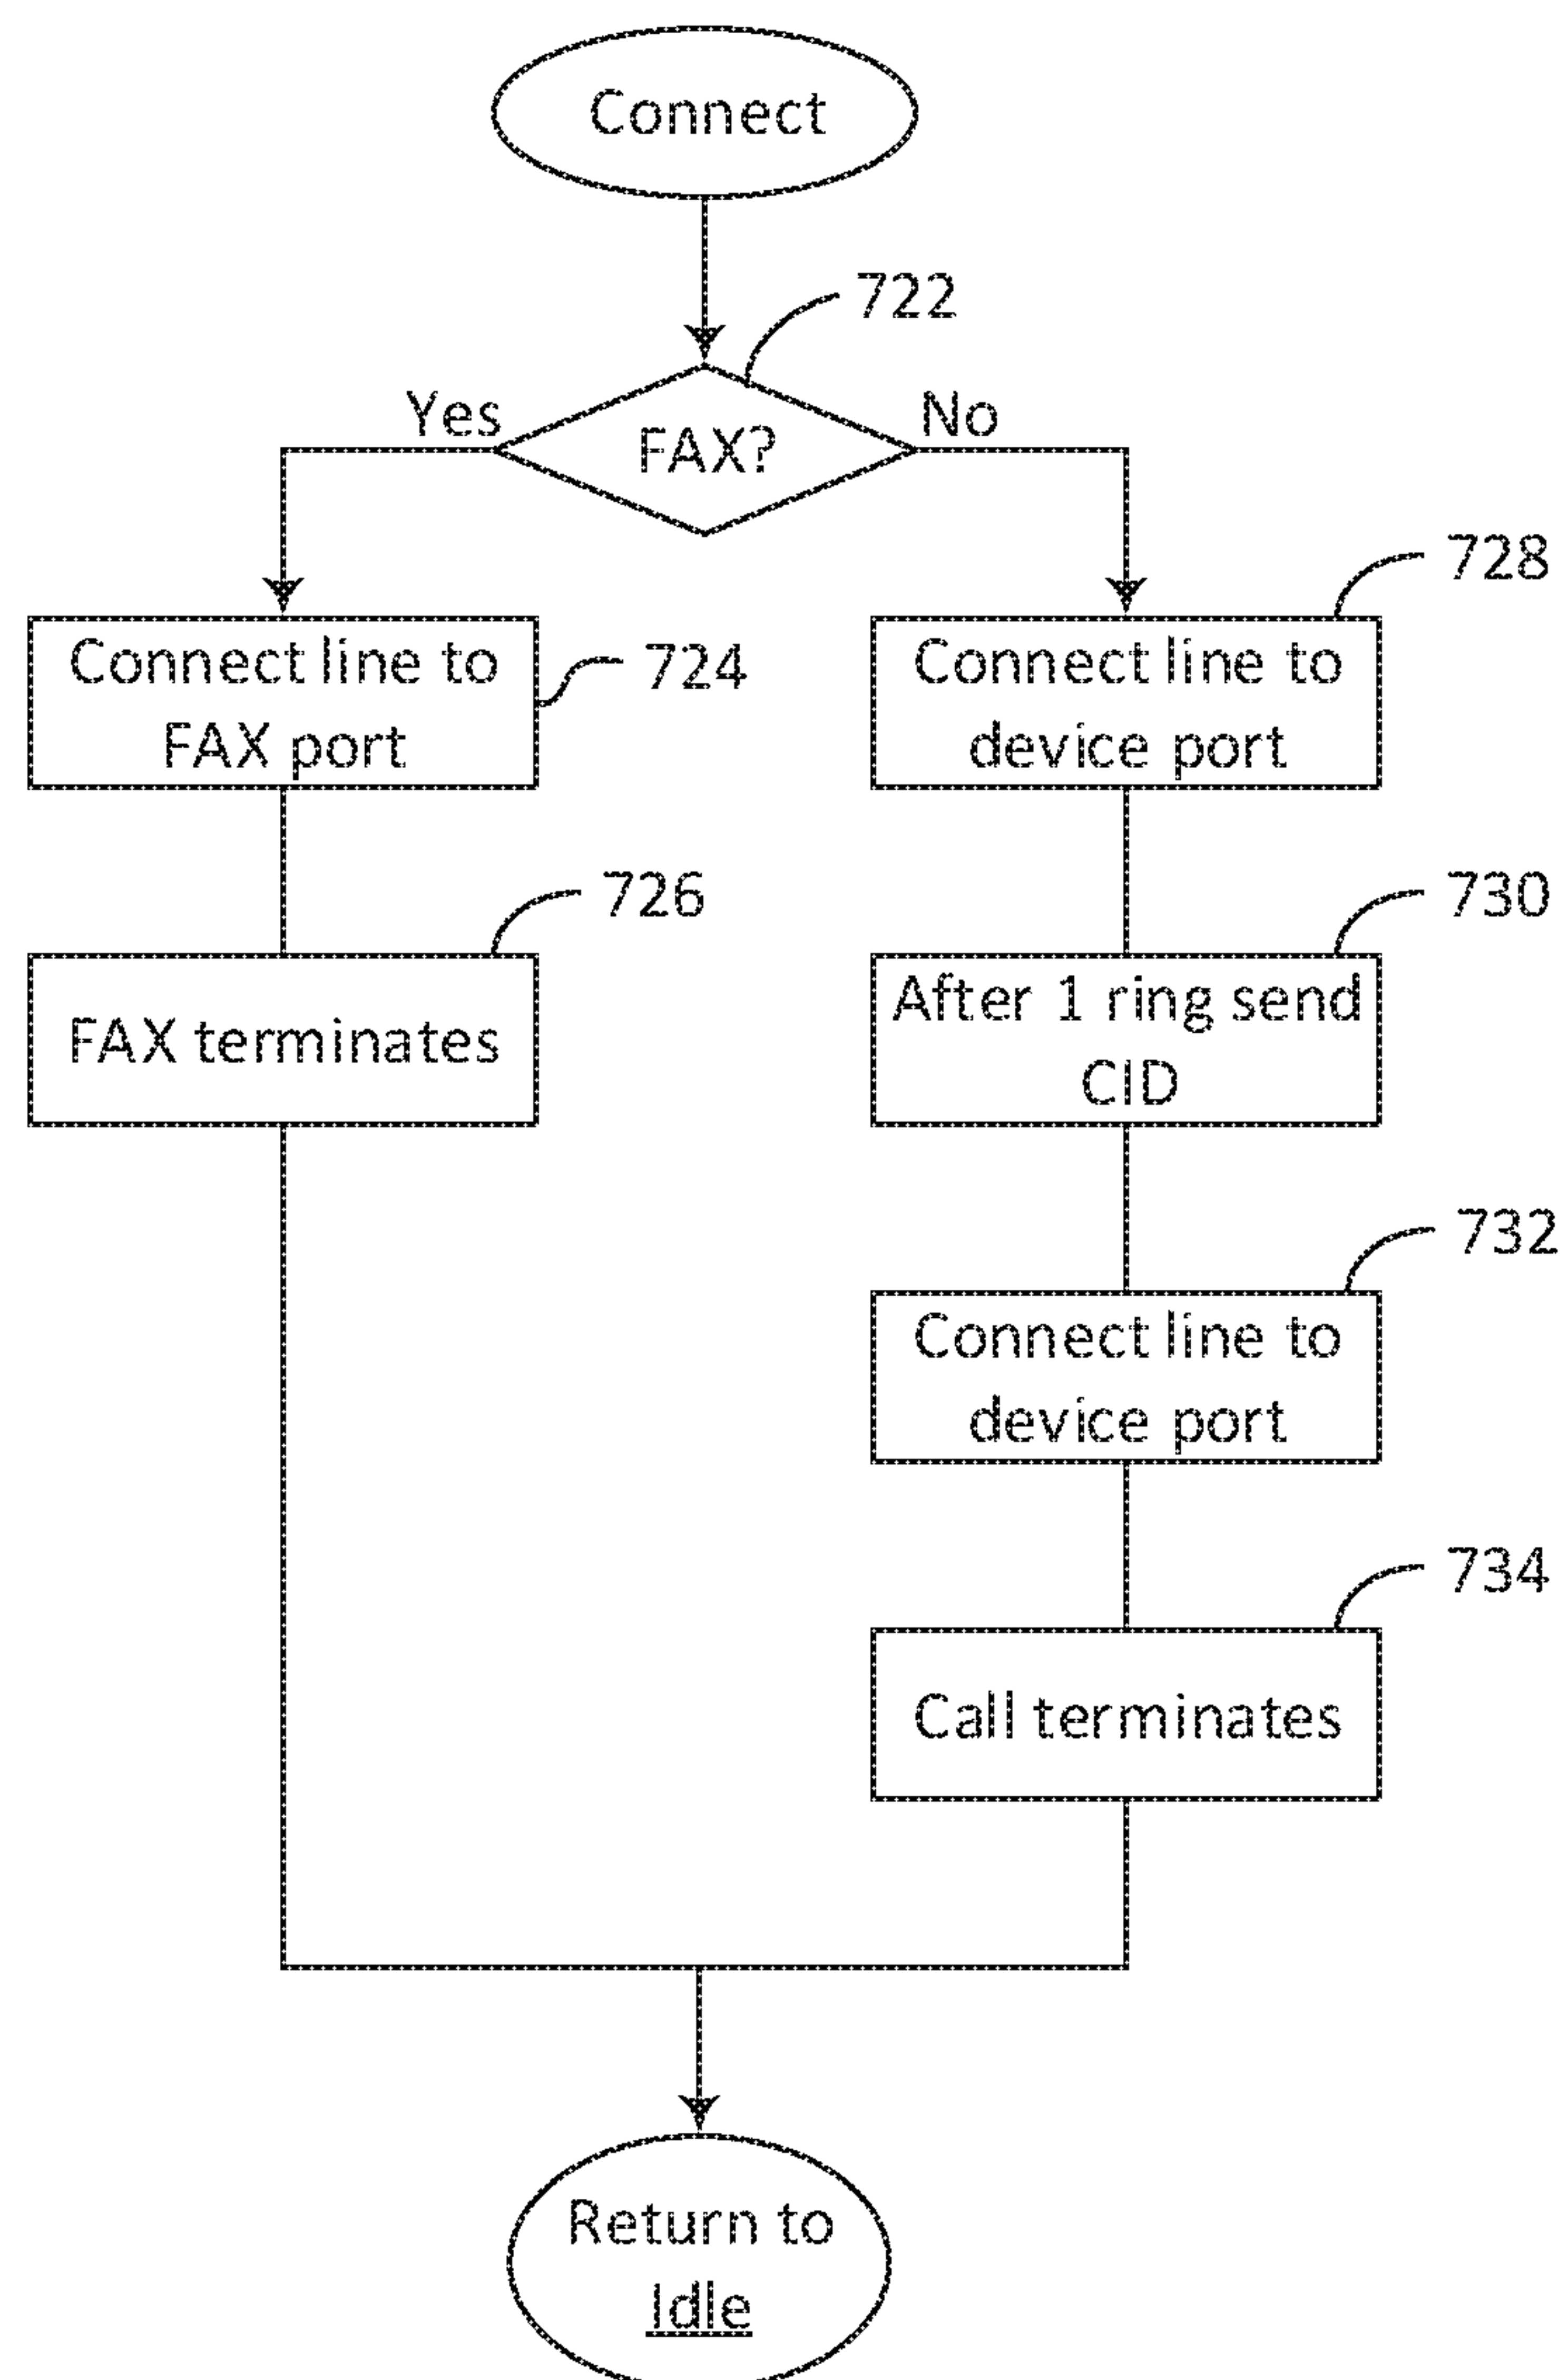 Connect
722
Yes
FAX?
No
728
Connect line to
FAX port
724
Connect line to
device port
726
FAX terminates
730
After 1 ring send
CID
732
Connect line to
device port
734
Call terminates
Return to
Idle